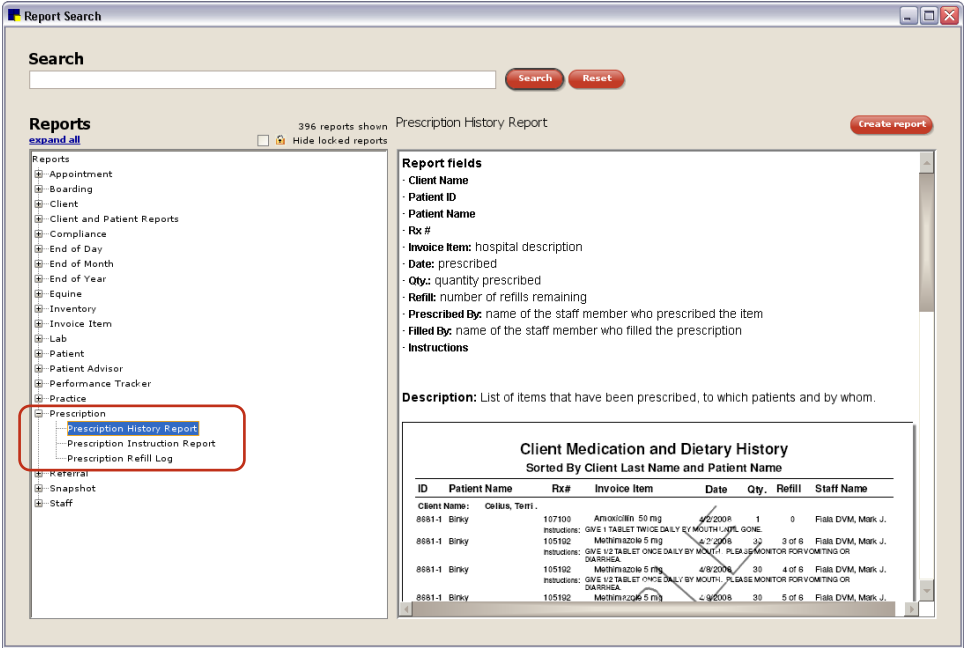 Report Search
Search
Search Reset
Reports
396 reports shown
expand all
Hide locked reports
Reports
Appointment
Boarding
Client
Client and Patient Reports
Compliance
End of Day
End of Month
End of Year
Equine
Inventory
Invoice Item
Lab
Patient
Patient Advisor
Performance Tracker
Practice
Prescription
Prescription History Report
Prescription Instruction Report
Prescription Refill Log
Referral
Snapshot
Staff
Prescription History Report
Create report
Report fields
· Client Name
· Patient ID
· Patient Name
· Rx #
· Invoice Item: hospital description
· Date: prescribed
· Qty.: quantity prescribed
· Refill: number of refills remaining
· Prescribed By: name of the staff member who prescribed the item
· Filled By: name of the staff member who filled the prescription
· Instructions
Description: List of items that have been prescribed, to which patients and by whom.
Client Medication and Dietary History
Sorted By Client Last Name and Patient Name
ID Patient Name Rx# Invoice Item Date Qty. Refill Staff Name
Client Name: Celius, Terri .
8681-1 Binky 107100 Amoxicillin 50 mg 4/2/2008 1 0 Fiala DVM, Mark J.
Instructions: GIVE 1 TABLET TWICE DAILY BY MOUTH UNTIL GONE.
8681-1 Binky 105192 Methimazole 5 mg 4/2/2008 30 3 of 6 Fiala DVM, Mark J.
Instructions: GIVE 1/2 TABLET ONCE DAILY BY MOUTH. PLEASE MONITOR FOR VOMITING OR
DIARRHEA.
8681-1 Binky 105192 Methimazole 5 mg 4/8/2008 30 4 of 6 Fiala DVM, Mark J.
Instructions: GIVE 1/2 TABLET ONCE DAILY BY MOUTH. PLEASE MONITOR FOR VOMITING OR
DIARRHEA.
8681-1 Binky 105192 Methimazole 5 mg 4/9/2008 30 5 of 6 Fiala DVM, Mark J.